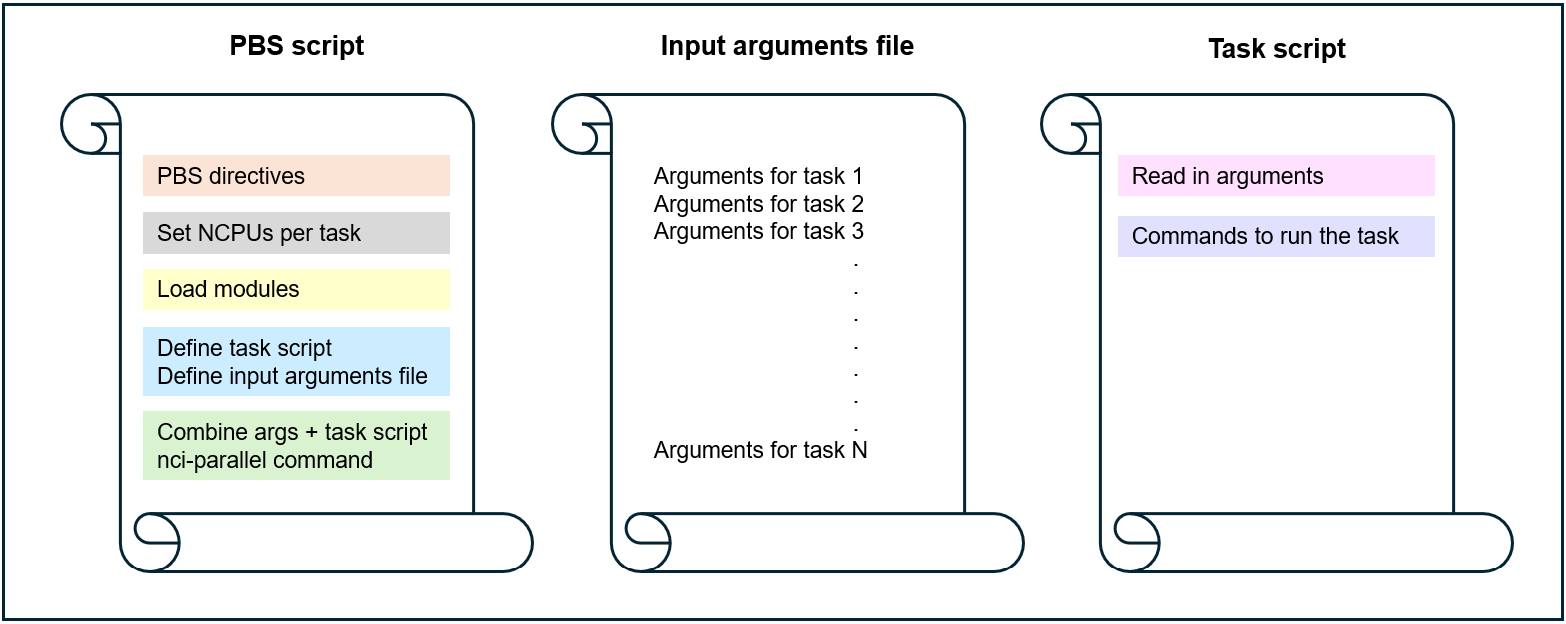 PBS script
PBS directives
Set NCPUs per task
Load modules
Define task script
Define input arguments file
Combine args + task script
nci-parallel command
Input arguments file
Arguments for task 1
Arguments for task 2
Arguments for task 3
.
.
.
.
.
.
.
Arguments for task N
Task script
Read in arguments
Commands to run the task